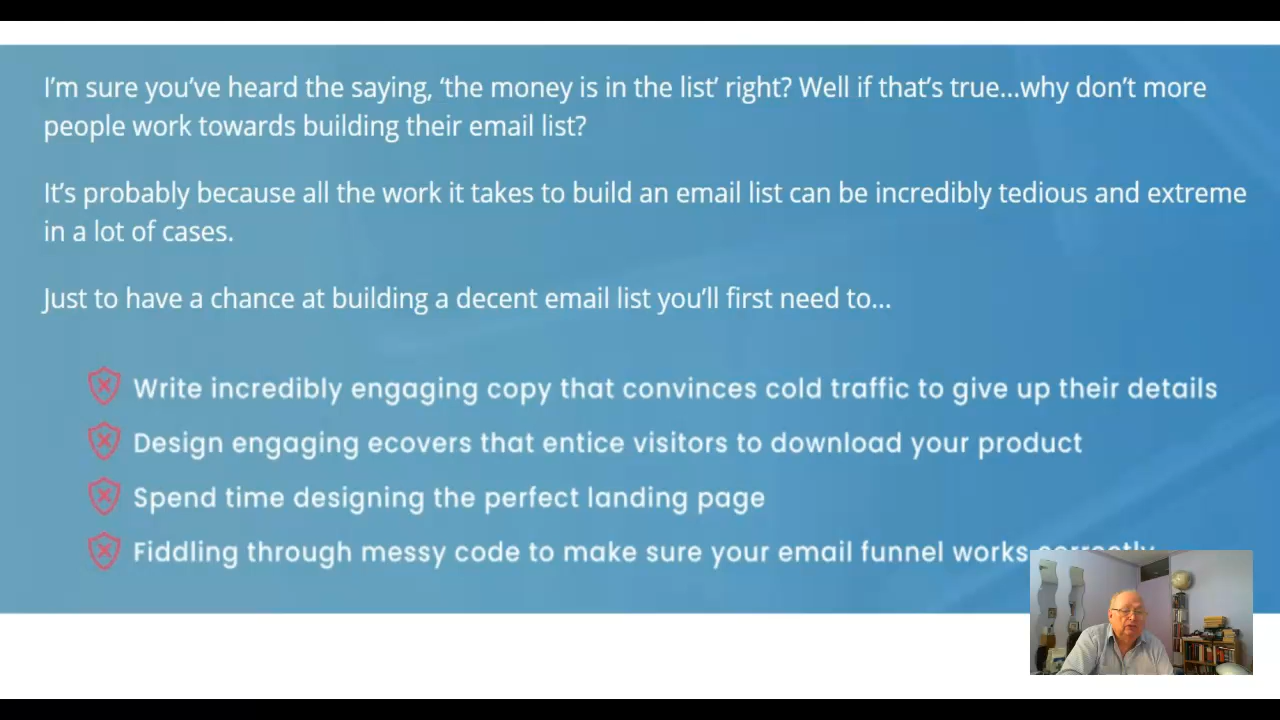 I’m sure you’ve heard the saying, ‘the money is in the list’ right? Well if that’s true...why don’t more
people work towards building their email list?
It’s probably because all the work it takes to build an email list can be incredibly tedious and extreme
in a lot of cases.
Just to have a chance at building a decent email list you’ll first need to...
Write incredibly engaging copy that convinces cold traffic to give up their details
Design engaging ecovers that entice visitors to download your product
Spend time designing the perfect landing page
Fiddling through messy code to make sure your email funnel works correctly